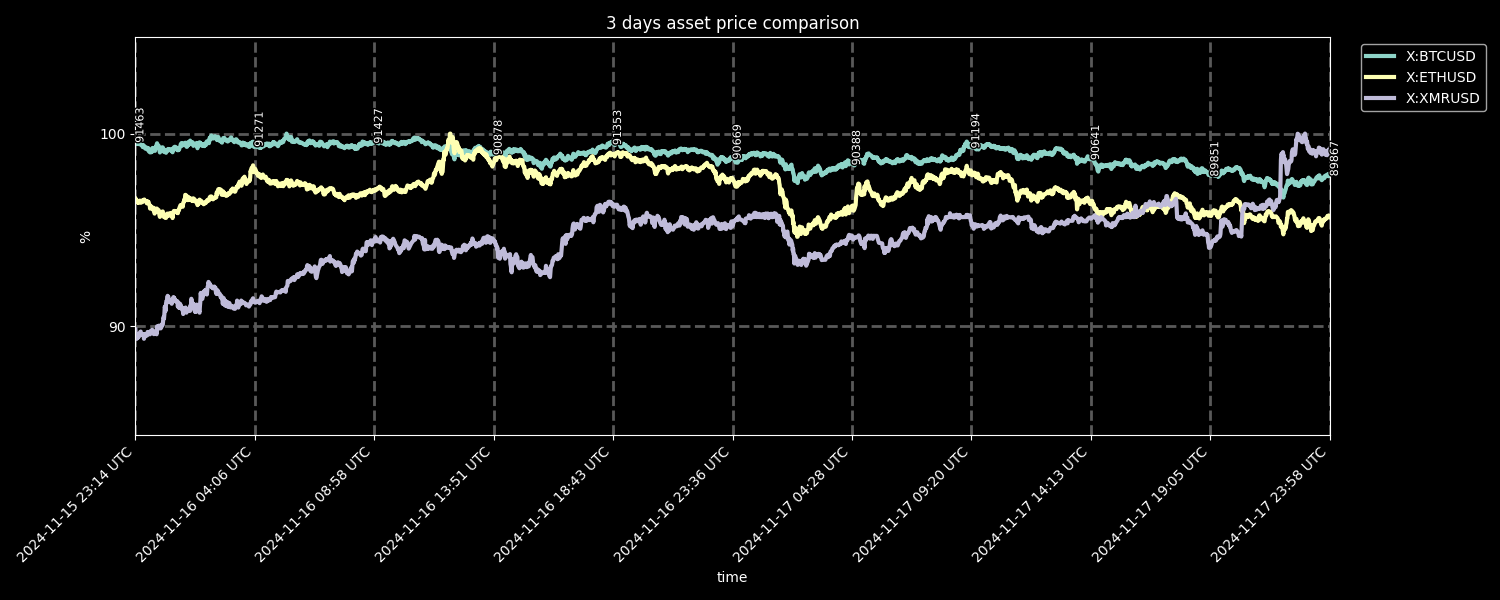 3 days asset price comparison
X:BTCUSD
X:ETHUSD
X:XMRUSD
100
90
%
91463
91271
91427
90878
91353
90669
90388
91194
90641
89851
89867
2024-11-15 23:14 UTC
2024-11-16 04:06 UTC
2024-11-16 08:58 UTC
2024-11-16 13:51 UTC
2024-11-16 18:43 UTC
2024-11-16 23:36 UTC
2024-11-17 04:28 UTC
2024-11-17 09:20 UTC
2024-11-17 14:13 UTC
2024-11-17 19:05 UTC
2024-11-17 23:58 UTC
time